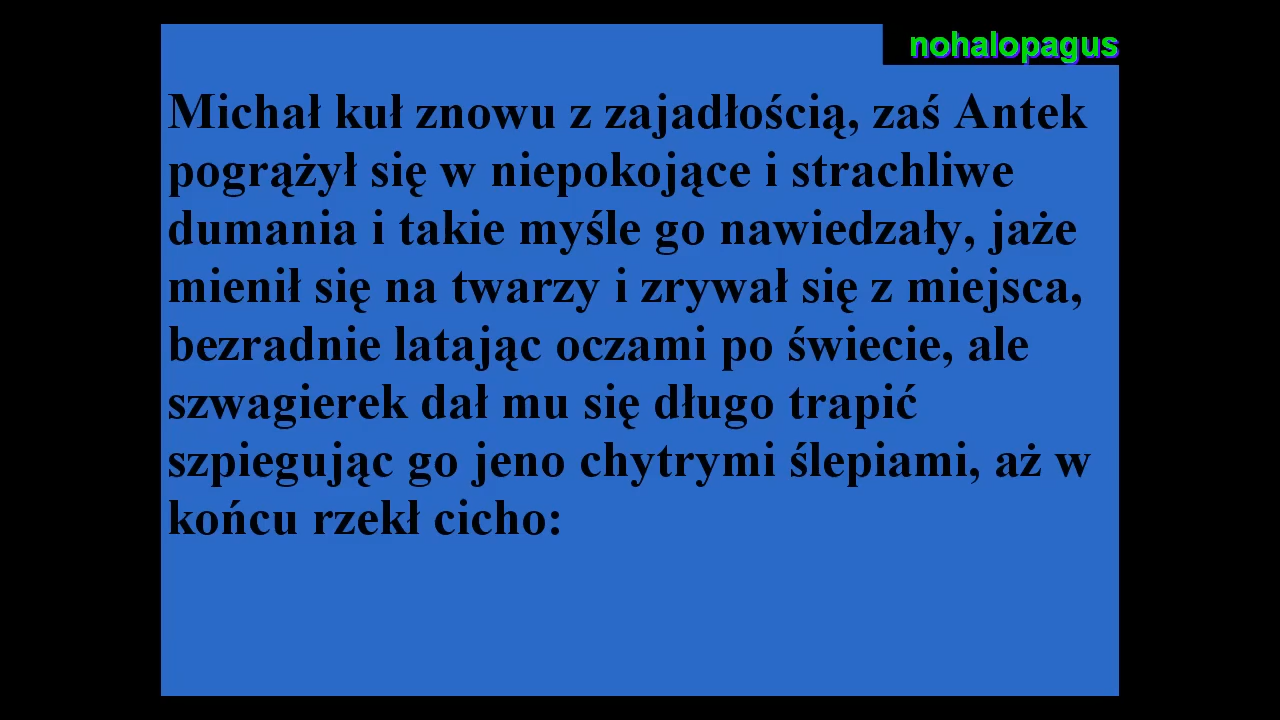 nohalopagus
Michał kuł znowu z zajadłością, zaś Antek
pogrążył się w niepokojące i strachliwe
dumania i takie myśle go nawiedzały, jaże
mienił się na twarzy i zrywał się z miejsca,
bezradnie latając oczami po świecie, ale
szwagierek dał mu się długo trapić
szpiegując go jeno chytrymi ślepiami, aż w
końcu rzekł cicho: